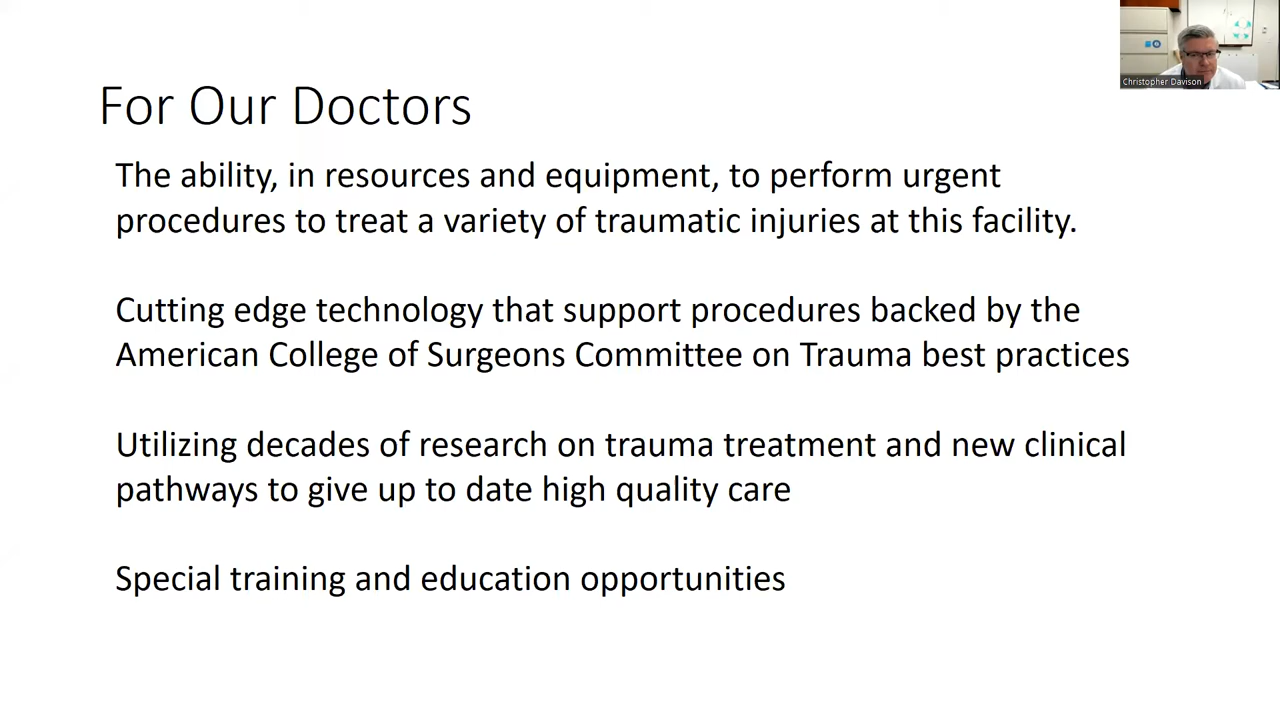 Christopher Davison
For Our Doctors
The ability, in resources and equipment, to perform urgent
procedures to treat a variety of traumatic injuries at this facility.
Cutting edge technology that support procedures backed by the
American College of Surgeons Committee on Trauma best practices
Utilizing decades of research on trauma treatment and new clinical
pathways to give up to date high quality care
Special training and education opportunities